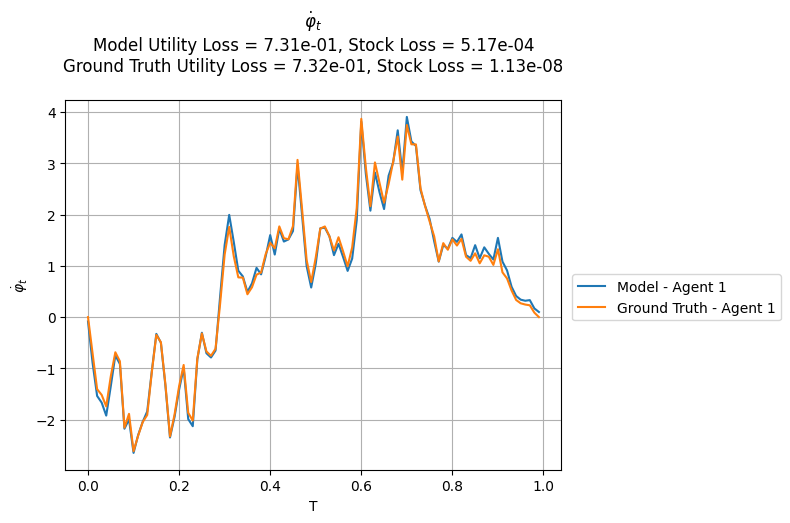 φ̇ₜ
Model Utility Loss = 7.31e-01, Stock Loss = 5.17e-04
Ground Truth Utility Loss = 7.32e-01, Stock Loss = 1.13e-08
4
3
2
1
0
−1
−2
φ̇ₜ
0.0 0.2 0.4 0.6 0.8 1.0
T
Model - Agent 1
Ground Truth - Agent 1